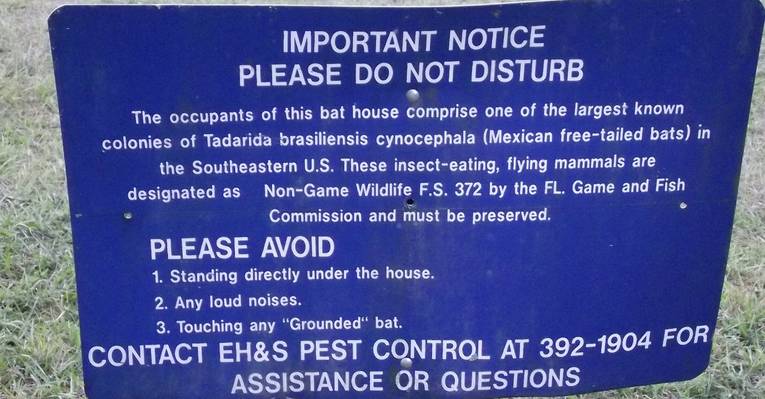 IMPORTANT NOTICE
PLEASE DO NOT DISTURB
The occupants of this bat house comprise one of the largest known
colonies of Tadarida brasiliensis cynocephala (Mexican free-tailed bats) in
the Southeastern U.S. These insect-eating, flying mammals are
designated as Non-Game Wildlife F.S. 372 by the FL. Game and Fish
Commission and must be preserved.
PLEASE AVOID
1. Standing directly under the house.
2. Any loud noises.
3. Touching any "Grounded" bat.
CONTACT EH&S PEST CONTROL AT 392-1904 FOR
ASSISTANCE OR QUESTIONS